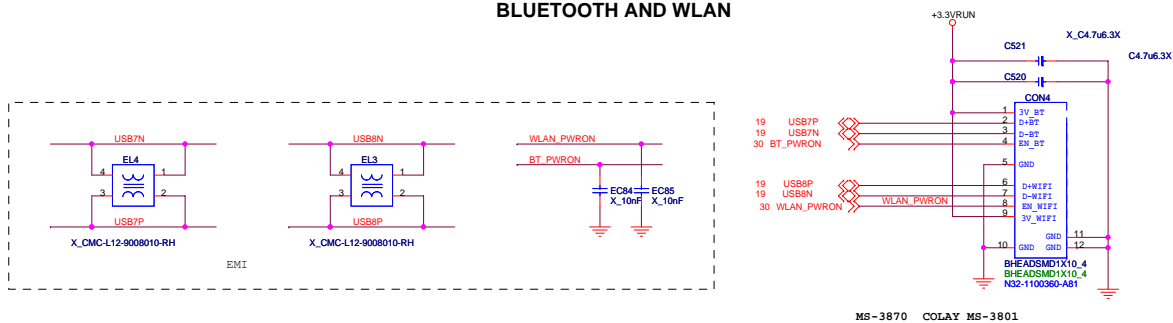 BLUETOOTH AND WLAN
+3.3VRUN
X_C4.7u6.3X
C521
C4.7u6.3X
C520
CON4
USB7N
EL4
4 1
3 2
USB7P
X_CMC-L12-9008010-RH
USB8N
EL3
4 1
3 2
USB8P
X_CMC-L12-9008010-RH
WLAN_PWRON
BT_PWRON
EC84 EC85
X_10nF X_10nF
EMI
19 USB7P
19 USB7N
30 BT_PWRON
19 USB8P
19 USB8N
30 WLAN_PWRON
WLAN_PWRON
1 3V_BT
2 D+BT
3 D-BT
4 EN_BT
5 GND
6 D+WIFI
7 D-WIFI
8 EN_WIFI
9 3V_WIFI
GND 11
10 GND GND 12
BHEADSMD1X10_4
BHEADSMD1X10_4
N32-1100360-A81
MS-3870 COLAY MS-3801